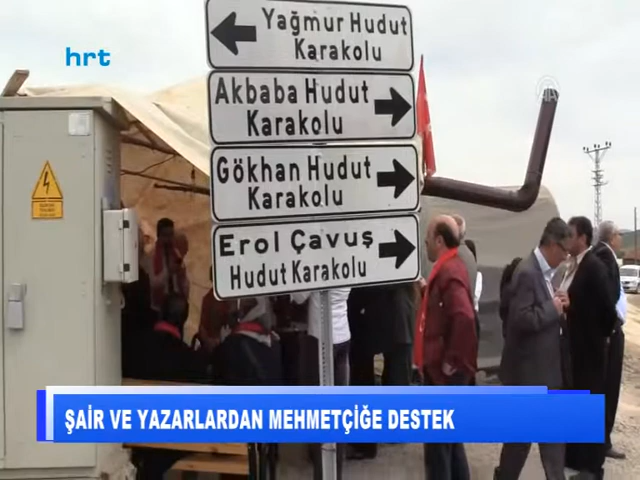 hrt
Yağmur Hudut
Karakolu
Akbaba Hudut
Karakolu
Gökhan Hudut
Karakolu
Erol Çavuş
Hudut Karakolu
ŞAİR VE YAZARLARDAN MEHMETÇİĞE DESTEK